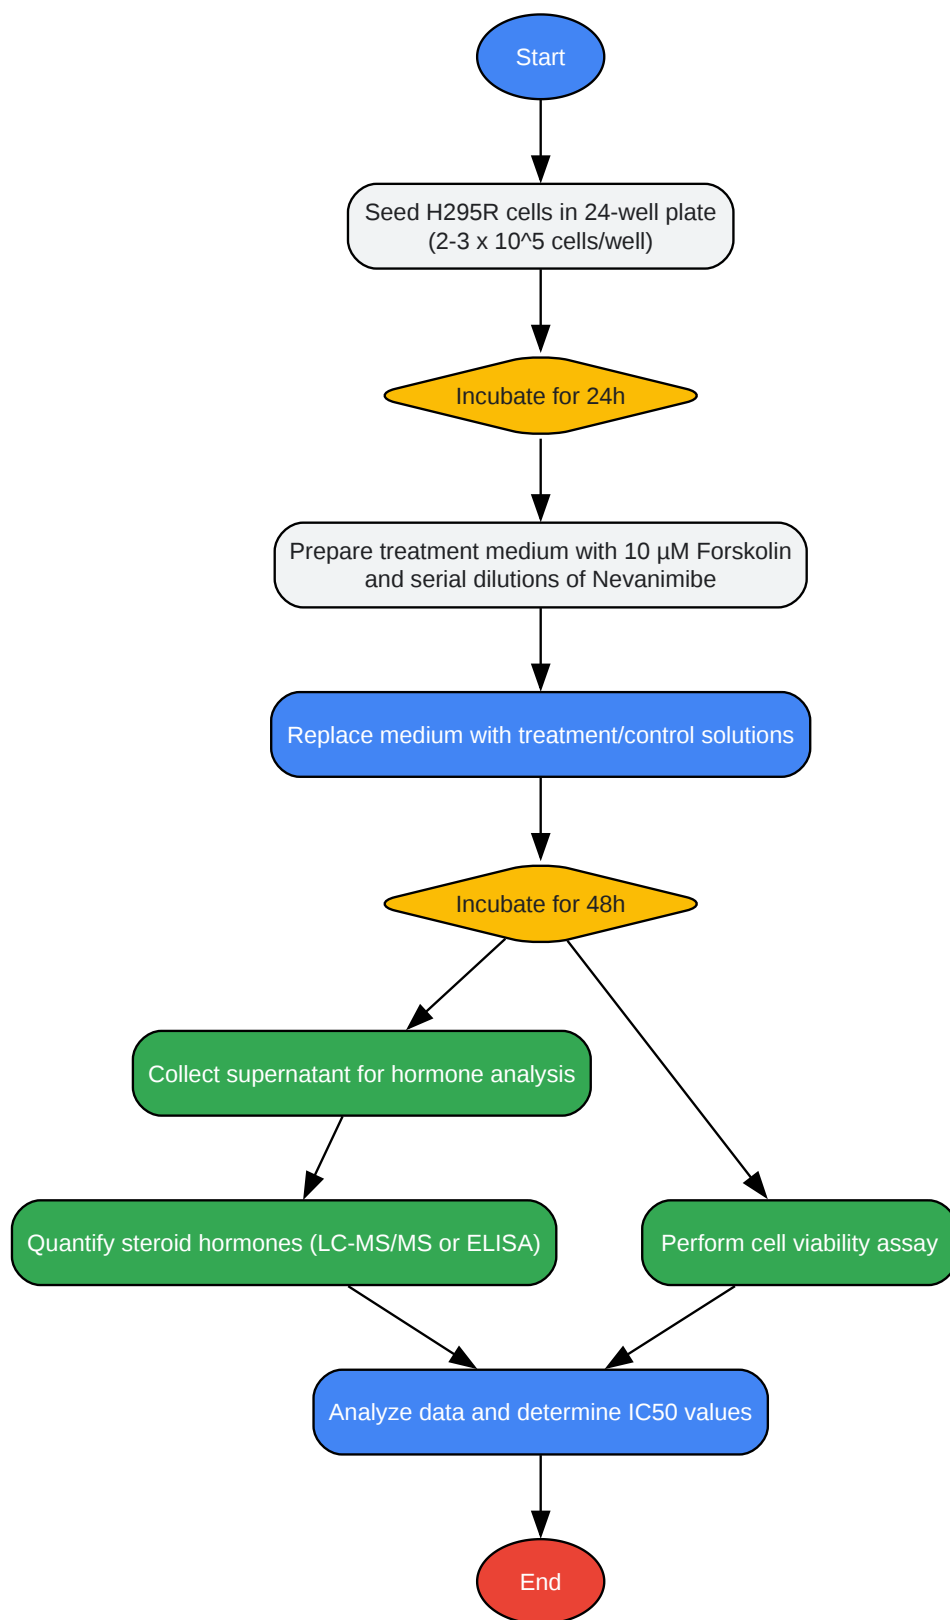 Start
Seed H295R cells in 24-well plate
(2-3 x 10^5 cells/well)
Incubate for 24h
Prepare treatment medium with 10 µM Forskolin
and serial dilutions of Nevanimibe
Replace medium with treatment/control solutions
Incubate for 48h
Collect supernatant for hormone analysis
Quantify steroid hormones (LC-MS/MS or ELISA)
Perform cell viability assay
Analyze data and determine IC50 values
End